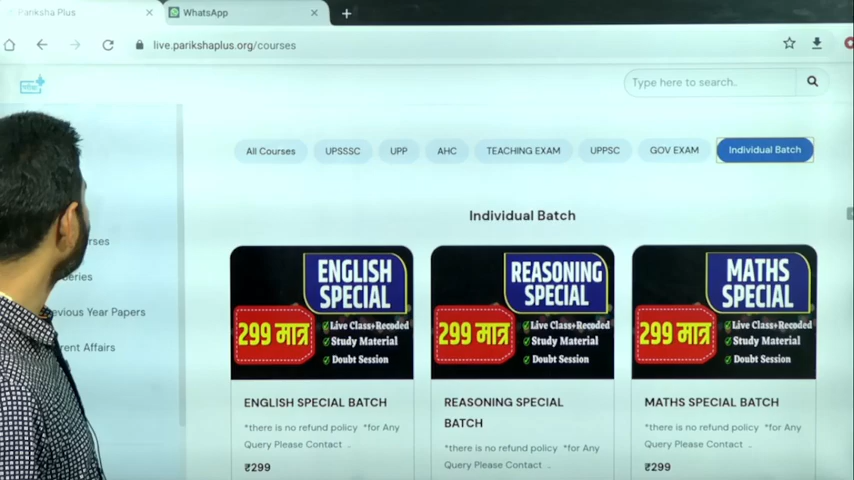 Pariksha Plus
WhatsApp
live.parikshaplus.org/courses
Type here to search..
All Courses
UPSSSC
UPP
AHC
TEACHING EXAM
UPPSC
GOV EXAM
Individual Batch
Individual Batch
ENGLISH
SPECIAL
299 मात्र
Live Class+Recoded
Study Material
Doubt Session
REASONING
SPECIAL
299 मात्र
Live Class+Recoded
Study Material
Doubt Session
MATHS
SPECIAL
299 मात्र
Live Class+Recoded
Study Material
Doubt Session
ENGLISH SPECIAL BATCH
*there is no refund policy *for Any
Query Please Contact ..
₹299
REASONING SPECIAL
BATCH
*there is no refund policy *for Any
Query Please Contact ..
MATHS SPECIAL BATCH
*there is no refund policy *for Any
Query Please Contact ..
₹299
Papers
Affairs